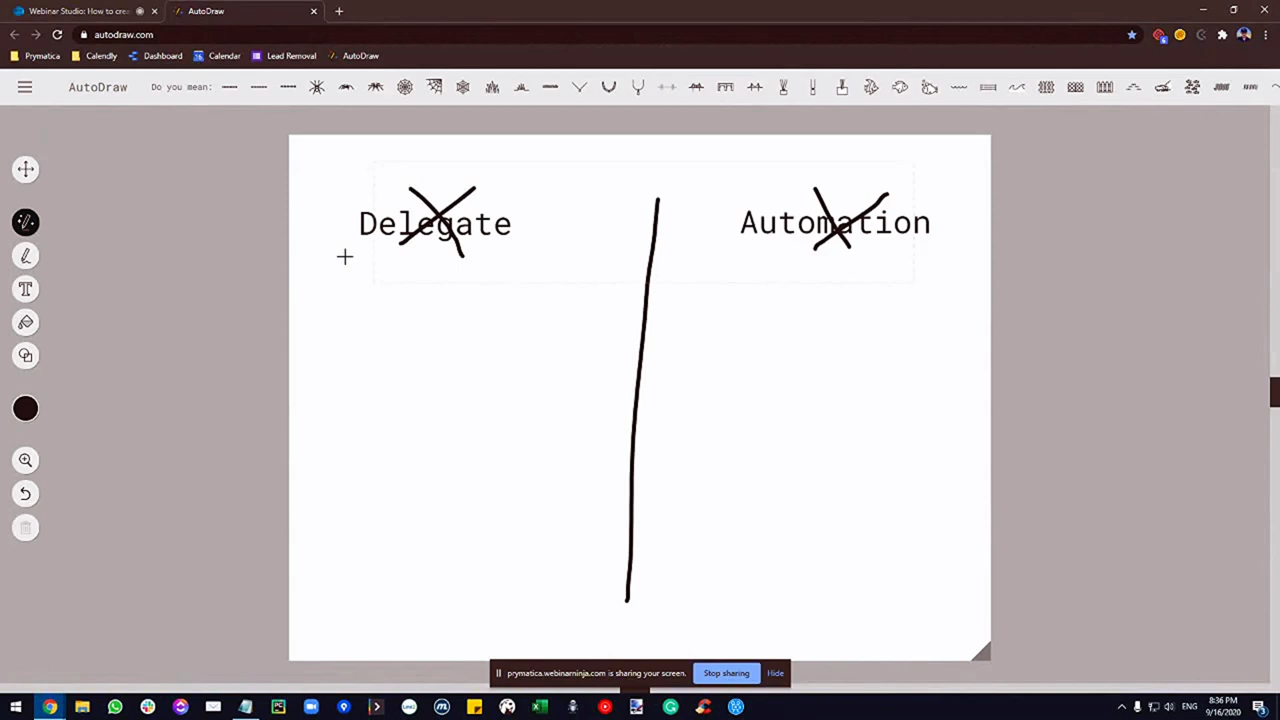 Webinar Studio: How to crea
AutoDraw
autodraw.com
Prymatica
Calendly
Dashboard
Calendar
Lead Removal
AutoDraw
AutoDraw
Do you mean:
Delegate
Automation
prymatica.webinarninja.com is sharing your screen.
Stop sharing
Hide
ENG
8:36 PM
9/16/2020